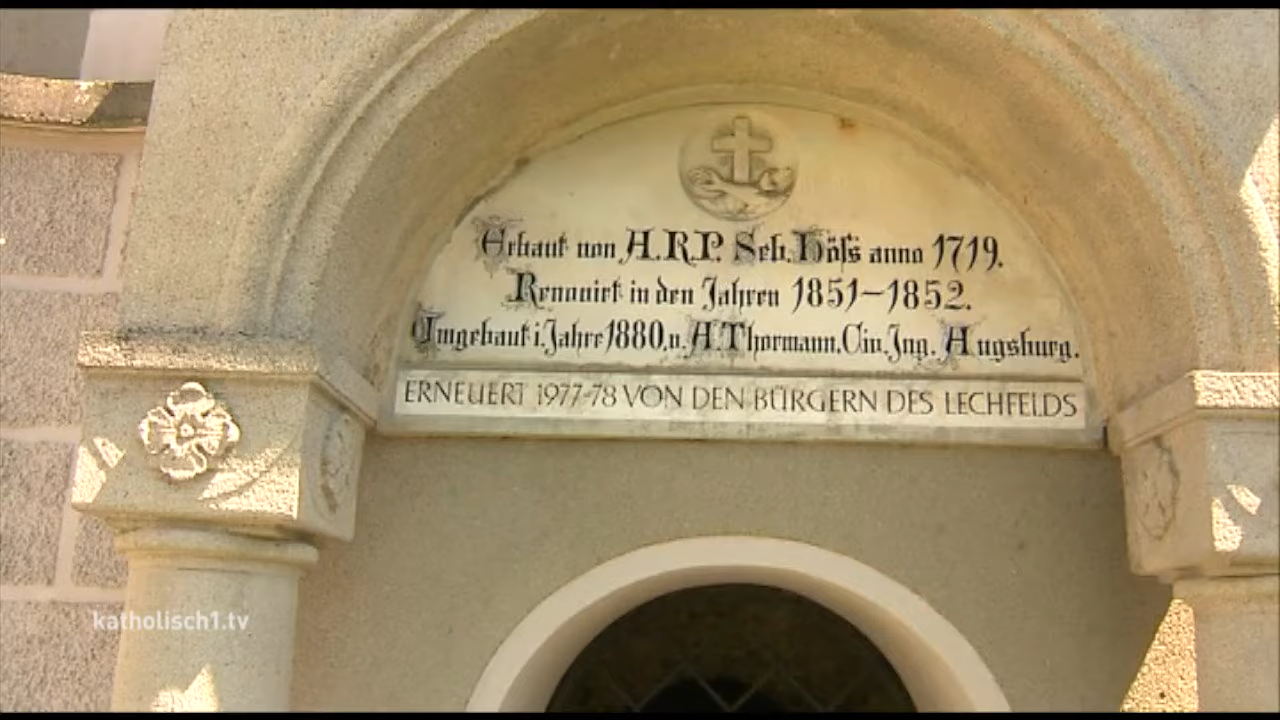 Erbaut von A.R.P. Seb. Höß anno 1719.
Renovirt in den Jahren 1851–1852.
Umgebaut i. Jahre 1880, v. A. Thormann. Civ. Ing. Augsburg.
ERNEUERT 1977-78 VON DEN BÜRGERN DES LECHFELDS
katholisch1.tv